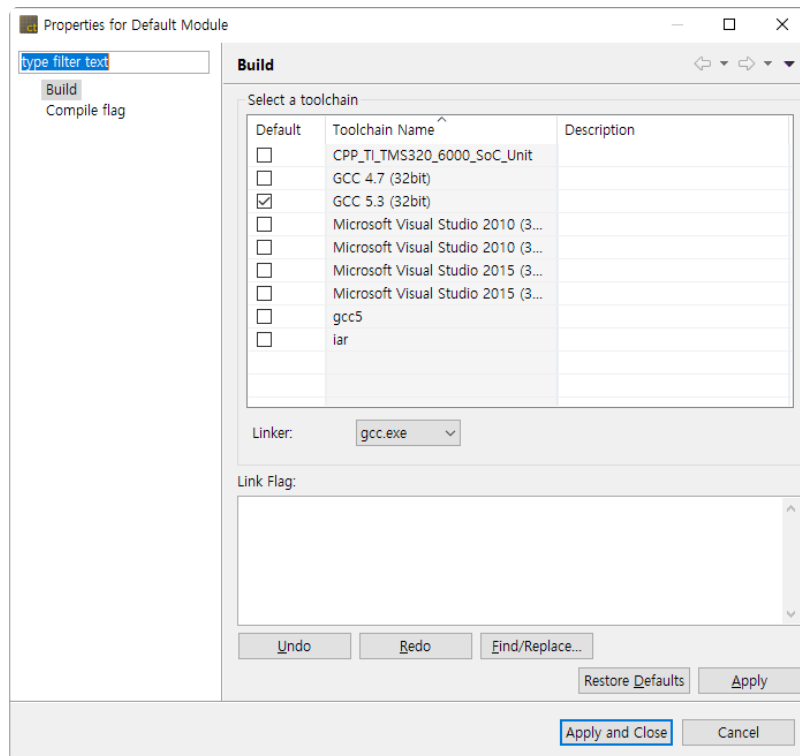 ct Properties for Default Module
type filter text
Build
Compile flag
Build
Select a toolchain
Default Toolchain Name Description
CPP_TI_TMS320_6000_SoC_Unit
GCC 4.7 (32bit)
GCC 5.3 (32bit)
Microsoft Visual Studio 2010 (3...
Microsoft Visual Studio 2010 (3...
Microsoft Visual Studio 2015 (3...
Microsoft Visual Studio 2015 (3...
gcc5
iar
Linker: gcc.exe
Link Flag:
Undo Redo Find/Replace...
Restore Defaults Apply
Apply and Close Cancel